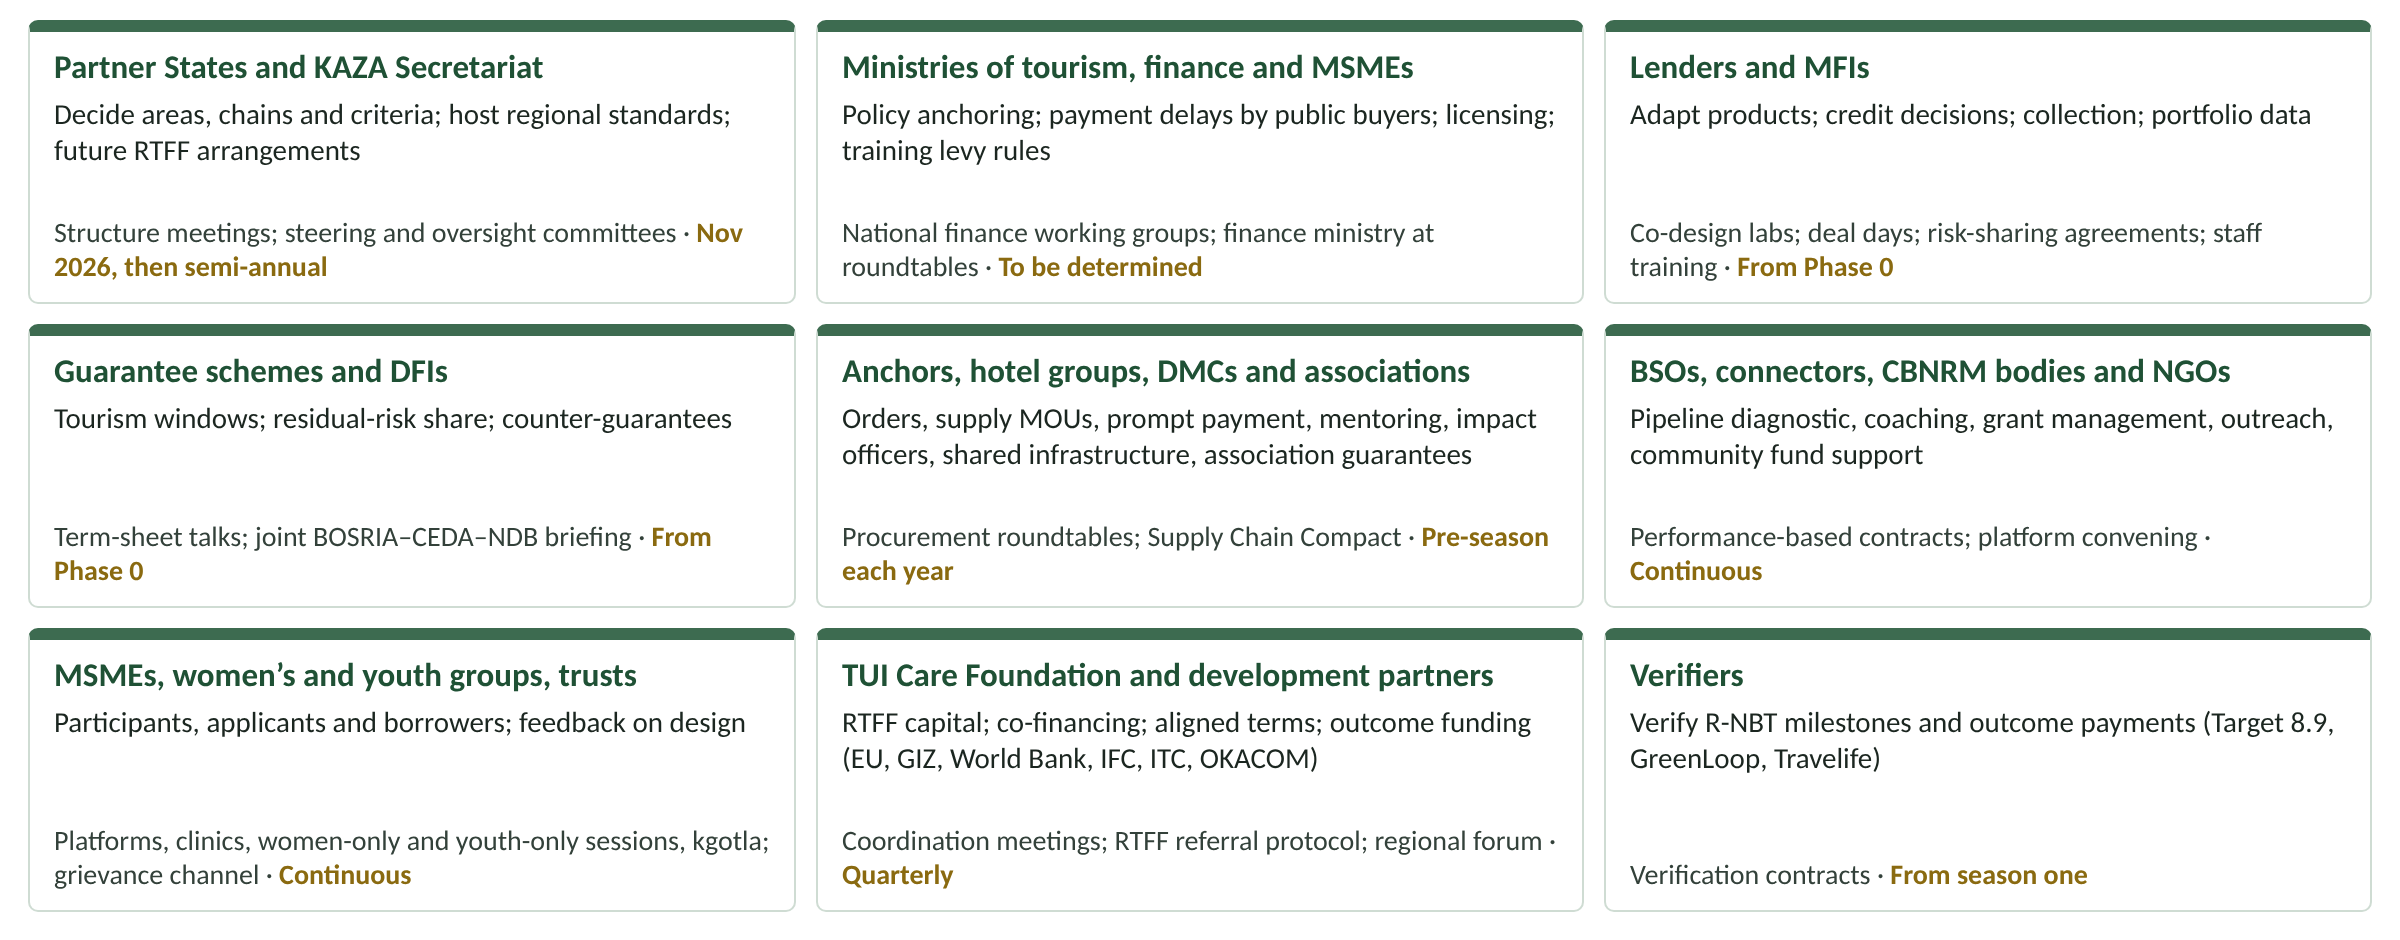 Partner States and KAZA Secretariat
Decide areas, chains and criteria; host regional standards;
future RTFF arrangements
Structure meetings; steering and oversight committees · Nov
2026, then semi-annual
Ministries of tourism, finance and MSMEs
Policy anchoring; payment delays by public buyers; licensing;
training levy rules
National finance working groups; finance ministry at
roundtables · To be determined
Lenders and MFIs
Adapt products; credit decisions; collection; portfolio data
Co-design labs; deal days; risk-sharing agreements; staff
training · From Phase 0
Guarantee schemes and DFIs
Tourism windows; residual-risk share; counter-guarantees
Term-sheet talks; joint BOSRIA–CEDA–NDB briefing · From
Phase 0
Anchors, hotel groups, DMCs and associations
Orders, supply MOUs, prompt payment, mentoring, impact
officers, shared infrastructure, association guarantees
Procurement roundtables; Supply Chain Compact · Pre-season
each year
BSOs, connectors, CBNRM bodies and NGOs
Pipeline diagnostic, coaching, grant management, outreach,
community fund support
Performance-based contracts; platform convening ·
Continuous
MSMEs, women’s and youth groups, trusts
Participants, applicants and borrowers; feedback on design
Platforms, clinics, women-only and youth-only sessions, kgotla;
grievance channel · Continuous
TUI Care Foundation and development partners
RTFF capital; co-financing; aligned terms; outcome funding
(EU, GIZ, World Bank, IFC, ITC, OKACOM)
Coordination meetings; RTFF referral protocol; regional forum ·
Quarterly
Verifiers
Verify R-NBT milestones and outcome payments (Target 8.9,
GreenLoop, Travelife)
Verification contracts · From season one